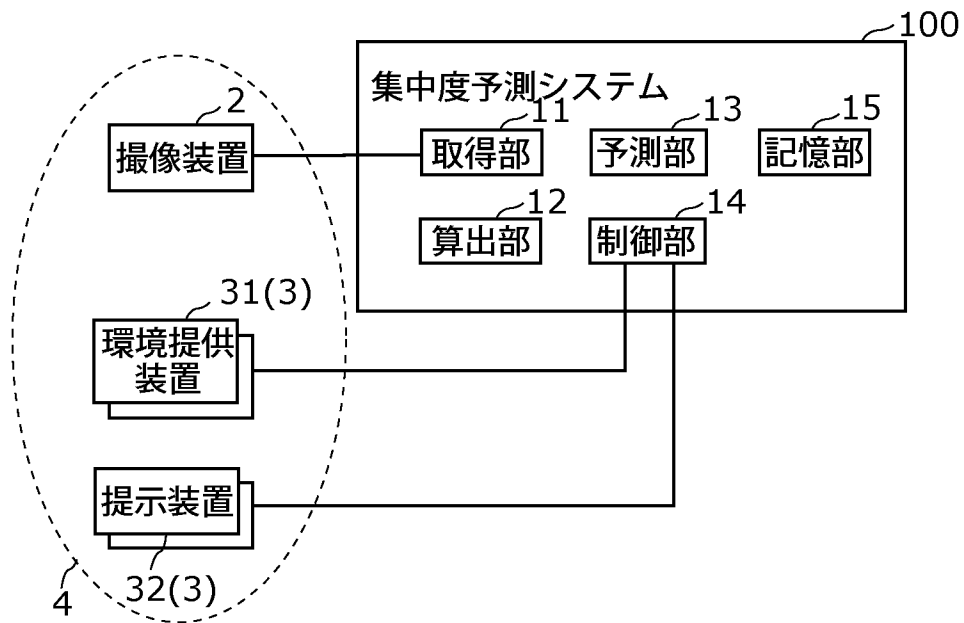 100
集中度予測システム
2
撮像装置
11
取得部
13
予測部
15
記憶部
12
算出部
14
制御部
31(3)
環境提供
装置
提示装置
32(3)
4